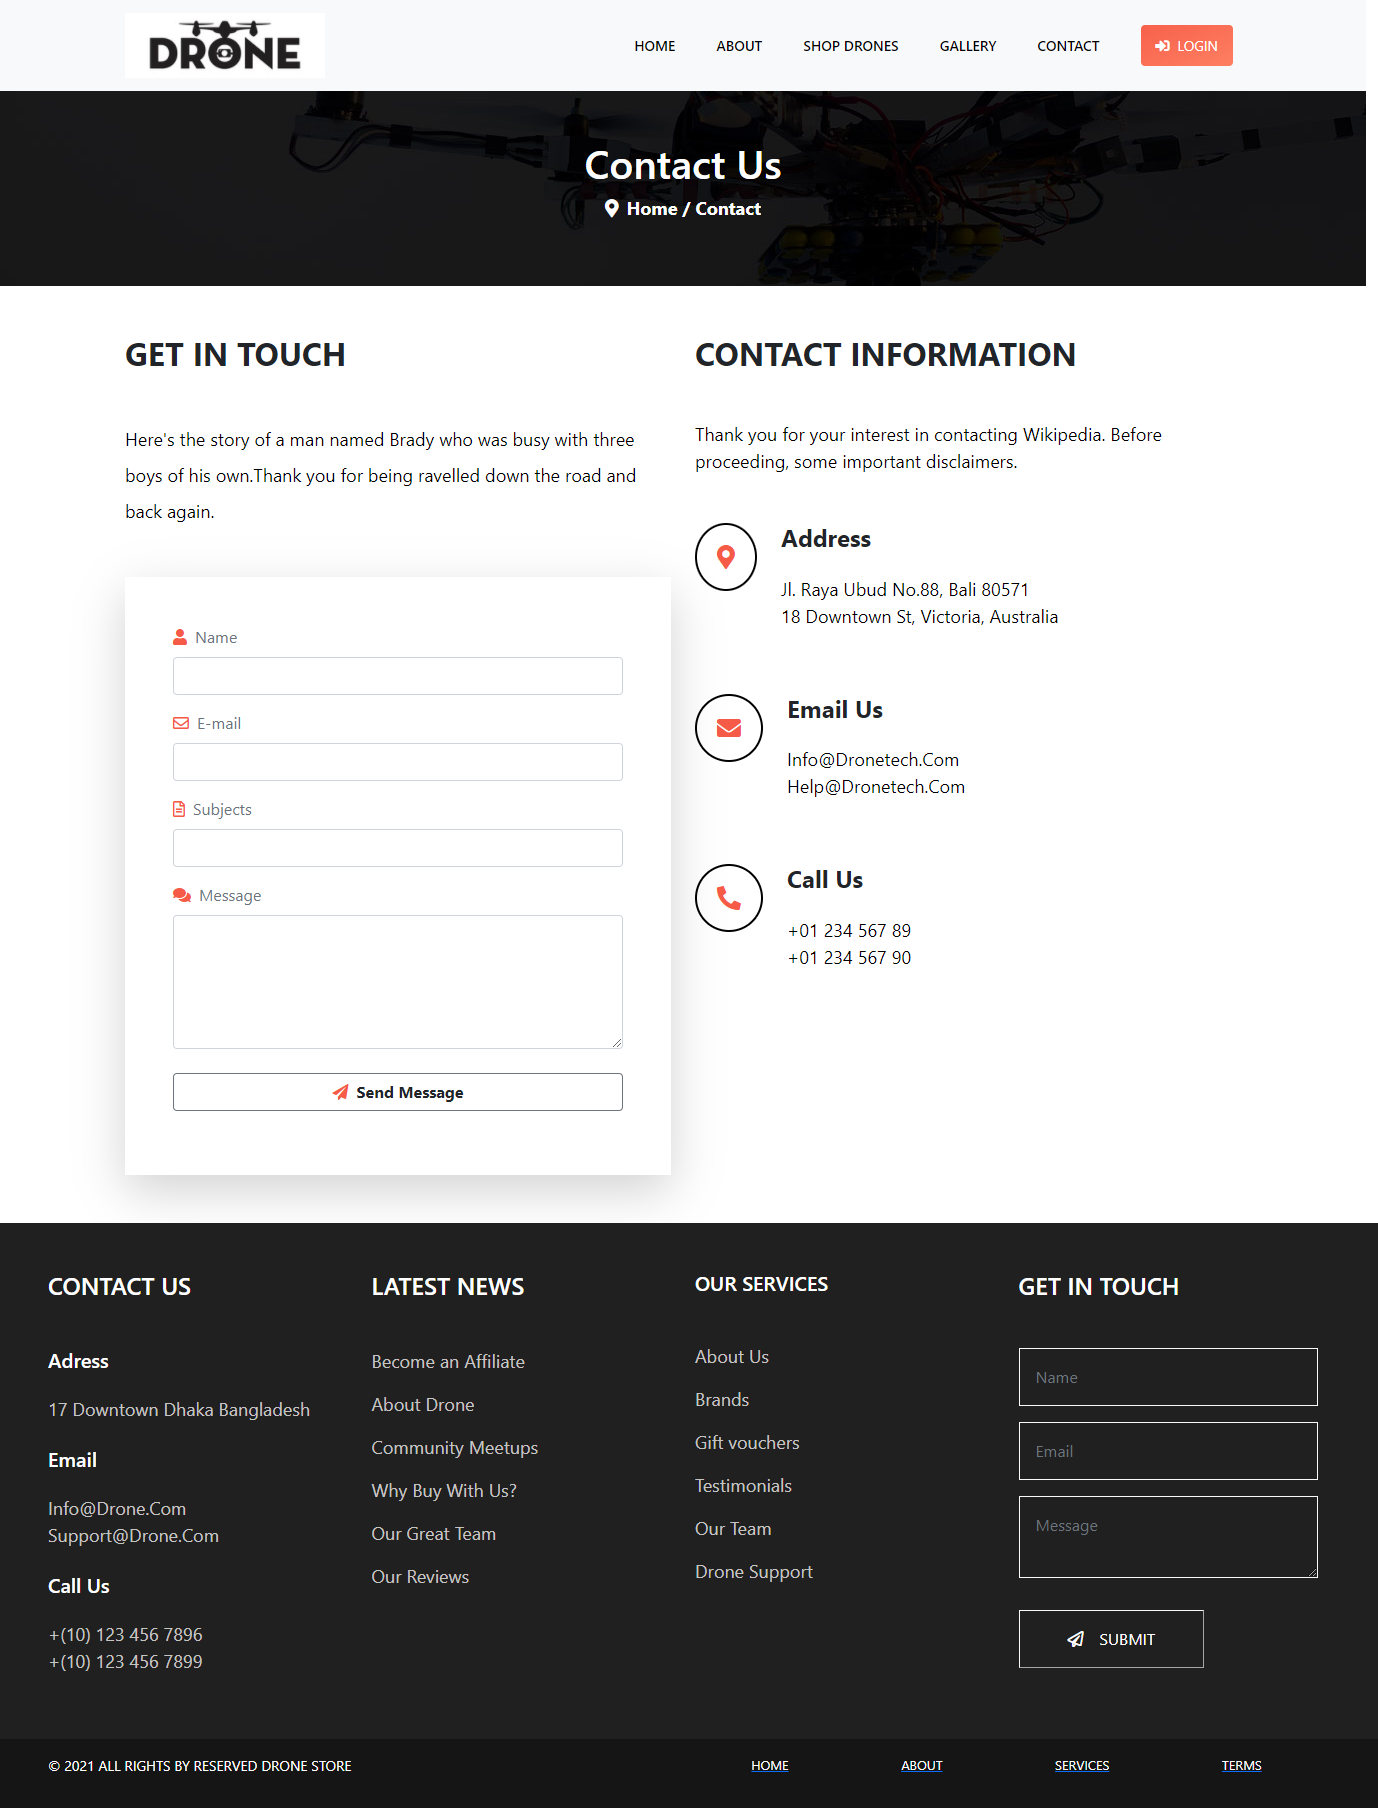 DRONE
HOME ABOUT SHOP DRONES GALLERY CONTACT LOGIN
Contact Us
Home / Contact
GET IN TOUCH
Here's the story of a man named Brady who was busy with three
boys of his own.Thank you for being ravelled down the road and
back again.
Name
E-mail
Subjects
Message
Send Message
CONTACT INFORMATION
Thank you for your interest in contacting Wikipedia. Before
proceeding, some important disclaimers.
Address
Jl. Raya Ubud No.88, Bali 80571
18 Downtown St, Victoria, Australia
Email Us
Info@Dronetech.Com
Help@Dronetech.Com
Call Us
+01 234 567 89
+01 234 567 90
CONTACT US
Adress
17 Downtown Dhaka Bangladesh
Email
Info@Drone.Com
Support@Drone.Com
Call Us
+(10) 123 456 7896
+(10) 123 456 7899
LATEST NEWS
Become an Affiliate
About Drone
Community Meetups
Why Buy With Us?
Our Great Team
Our Reviews
OUR SERVICES
About Us
Brands
Gift vouchers
Testimonials
Our Team
Drone Support
GET IN TOUCH
Name
Email
Message
SUBMIT
© 2021 ALL RIGHTS BY RESERVED DRONE STORE
HOME ABOUT SERVICES TERMS